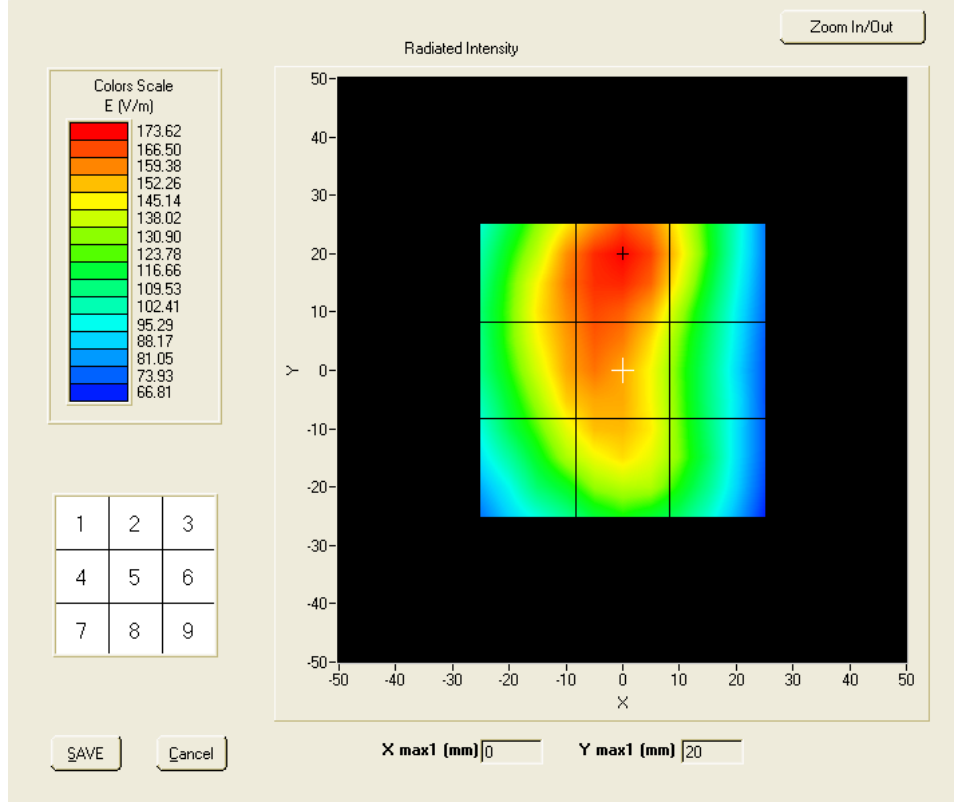 Zoom In/Out
Radiated Intensity
Colors Scale
E (V/m)
173.62
166.50
159.38
152.26
145.14
138.02
130.90
123.78
116.66
109.53
102.41
95.29
88.17
81.05
73.93
66.81
50-
40-
30-
20-
10-
0-
-10-
-20-
-30-
-40-
-50-
Y
-50 -40 -30 -20 -10 0 10 20 30 40 50
X
1 2 3
4 5 6
7 8 9
SAVE Cancel
X max1 (mm) 0 Y max1 (mm) 20